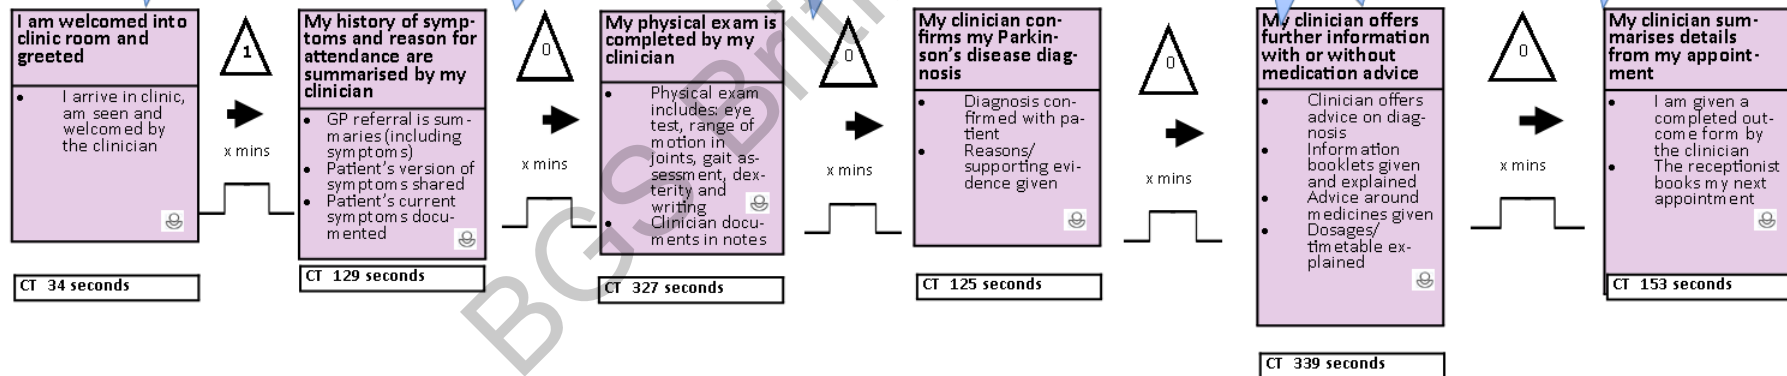 I am welcomed into
clinic room and
greeted
• I arrive in clinic,
am seen and
welcomed by
the clinician
CT 34 seconds
1
x mins
My history of symp-
toms and reason for
attendance are
summarised by my
clinician
• GP referral is sum-
maries (including
symptoms)
• Patient's version of
symptoms shared
• Patient's current
symptoms docu-
mented
CT 129 seconds
0
x mins
My physical exam is
completed by my
clinician
• Physical exam
includes: eye
test, range of
motion in
joints, gait as-
sessment, dex-
terity and
writing
• Clinician docu-
ments in notes
CT 327 seconds
0
x mins
My clinician con-
firms my Parkin-
son's disease diag-
nosis
• Diagnosis con-
firmed with pa-
tient
• Reasons/
supporting evi-
dence given
CT 125 seconds
0
x mins
My clinician offers
further information
with or without
medication advice
• Clinician offers
advice on diag-
nosis
• Information
booklets given
and explained
• Advice around
medicines given
• Dosages/
timetable ex-
plained
CT 339 seconds
0
x mins
My clinician sum-
marises details
from my appoint-
ment
• I am given a
completed out-
come form by
the clinician
• The receptionist
books my next
appointment
CT 153 seconds
BGS Brit